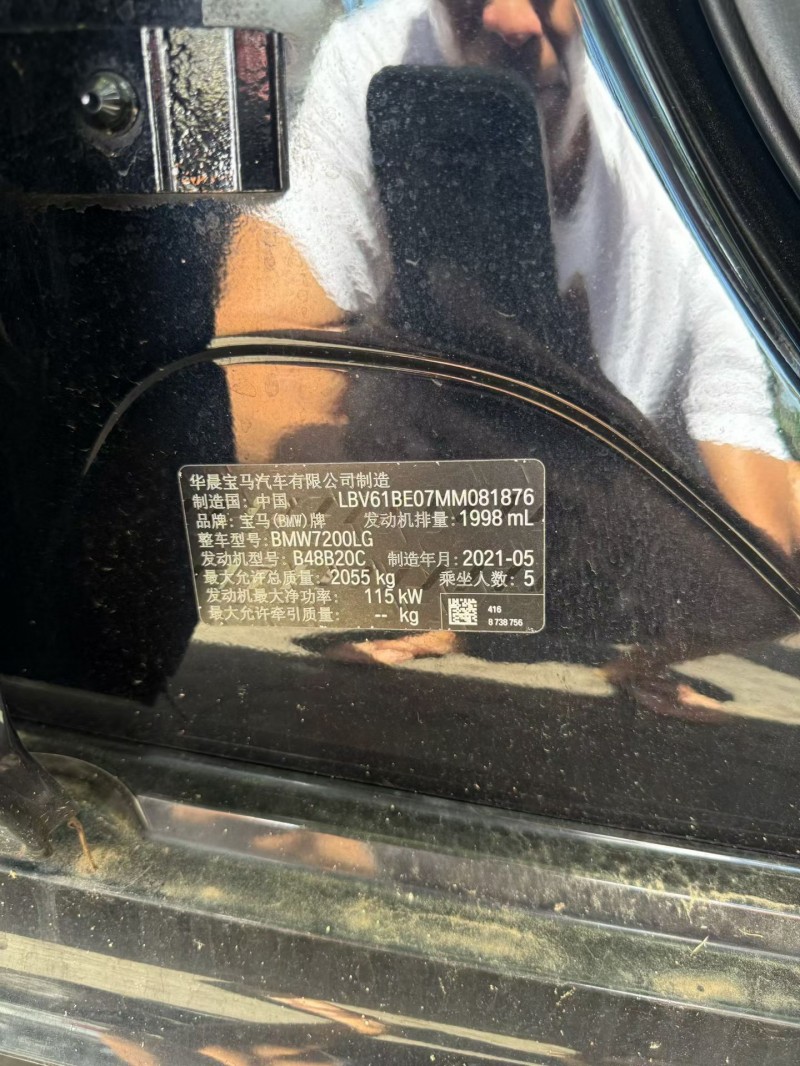 华晨宝马汽车有限公司制造
制造国: 中国 LBV61BE07MM081876
品牌: 宝马(BMW)牌 发动机排量: 1998 mL
整车型号: BMW7200LG
发动机型号: B48B20C 制造年月: 2021-05
最大允许总质量: 2055 kg 乘坐人数: 5
发动机最大净功率: 115 kW
最大允许牵引质量: -- kg
416
8 738 756